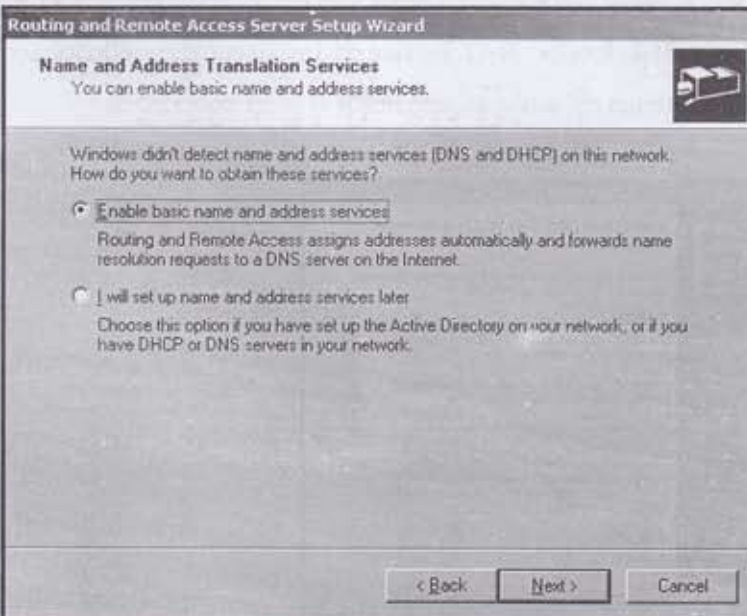 Routing and Remote Access Server Setup Wizard
Name and Address Translation Services
You can enable basic name and address services.
Windows didn't detect name and address services (DNS and DHCP) on this network.
How do you want to obtain these services?
Enable basic name and address services
Routing and Remote Access assigns addresses automatically and forwards name
resolution requests to a DNS server on the Internet.
I will set up name and address services later
Choose this option if you have set up the Active Directory on your network, or if you
have DHCP or DNS servers in your network.
< Back Next > Cancel